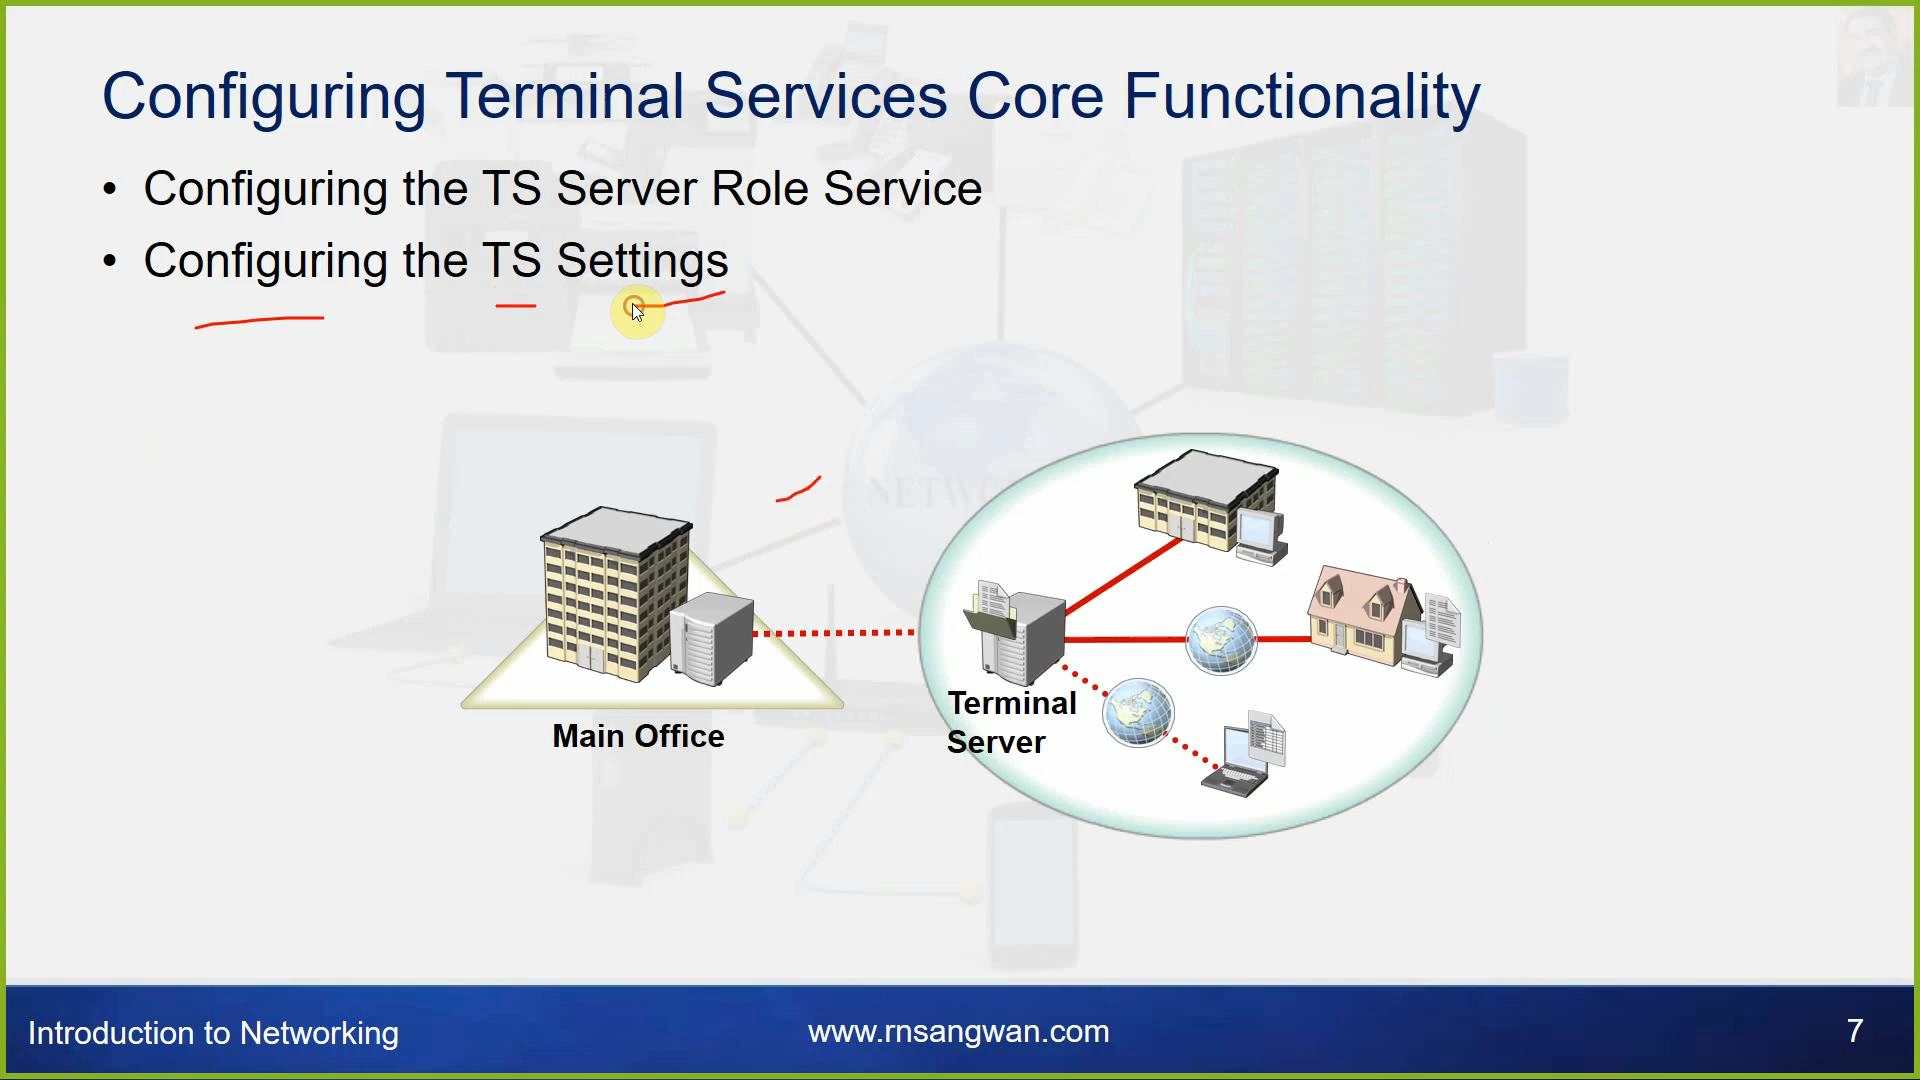 Configuring Terminal Services Core Functionality
• Configuring the TS Server Role Service
• Configuring the TS Settings
Main Office
Terminal
Server
Introduction to Networking
www.rnsangwan.com
7